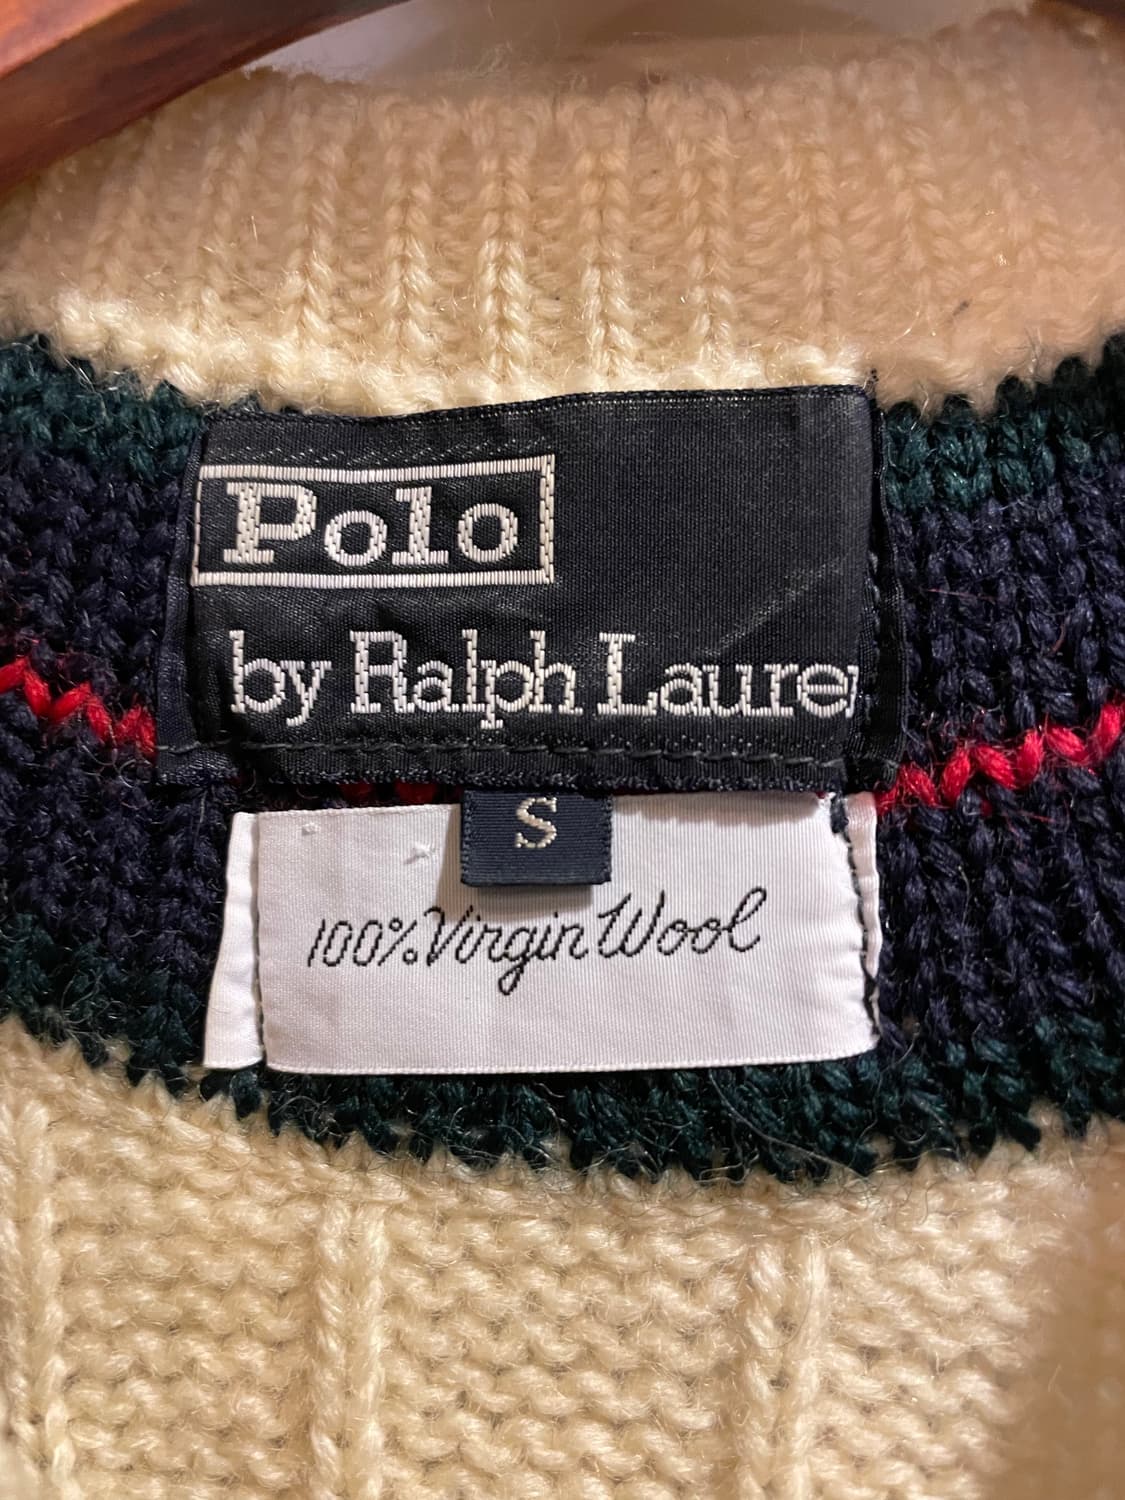 Polo
by Ralph Lauren
S
100% Virgin Wool